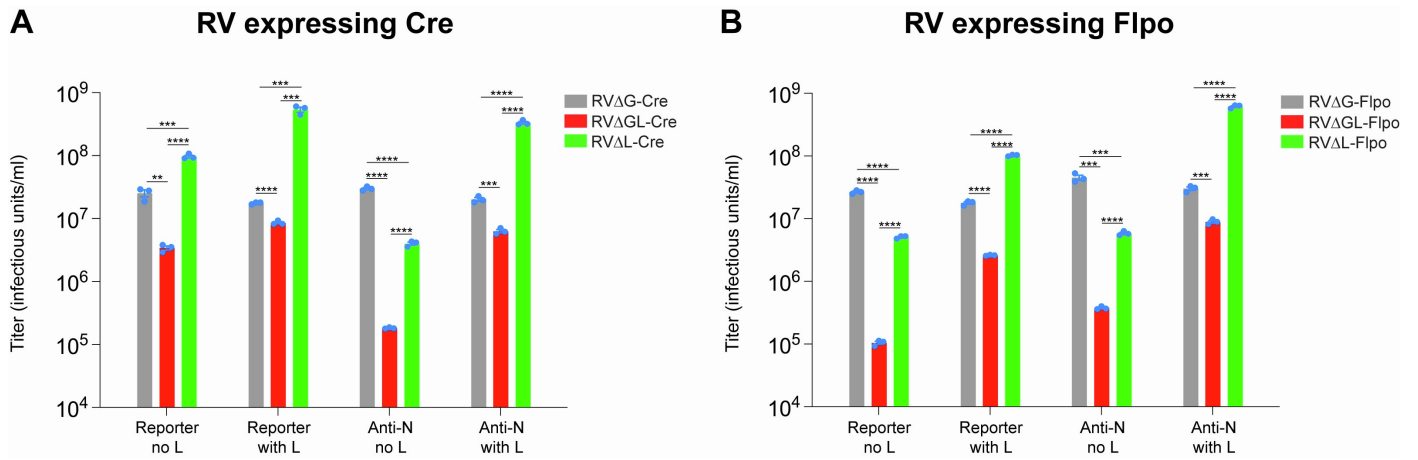 A
RV expressing Cre
Titer (infectious units/ml)
10⁹
10⁸
10⁷
10⁶
10⁵
10⁴
*** **** **
*** *** ****
**** **** ****
**** **** ***
RVΔG-Cre
RVΔGL-Cre
RVΔL-Cre
Reporter
no L
Reporter
with L
Anti-N
no L
Anti-N
with L
B
RV expressing Flpo
Titer (infectious units/ml)
10⁹
10⁸
10⁷
10⁶
10⁵
10⁴
**** **** ****
**** **** ****
*** *** ****
**** **** ***
RVΔG-Flpo
RVΔGL-Flpo
RVΔL-Flpo
Reporter
no L
Reporter
with L
Anti-N
no L
Anti-N
with L